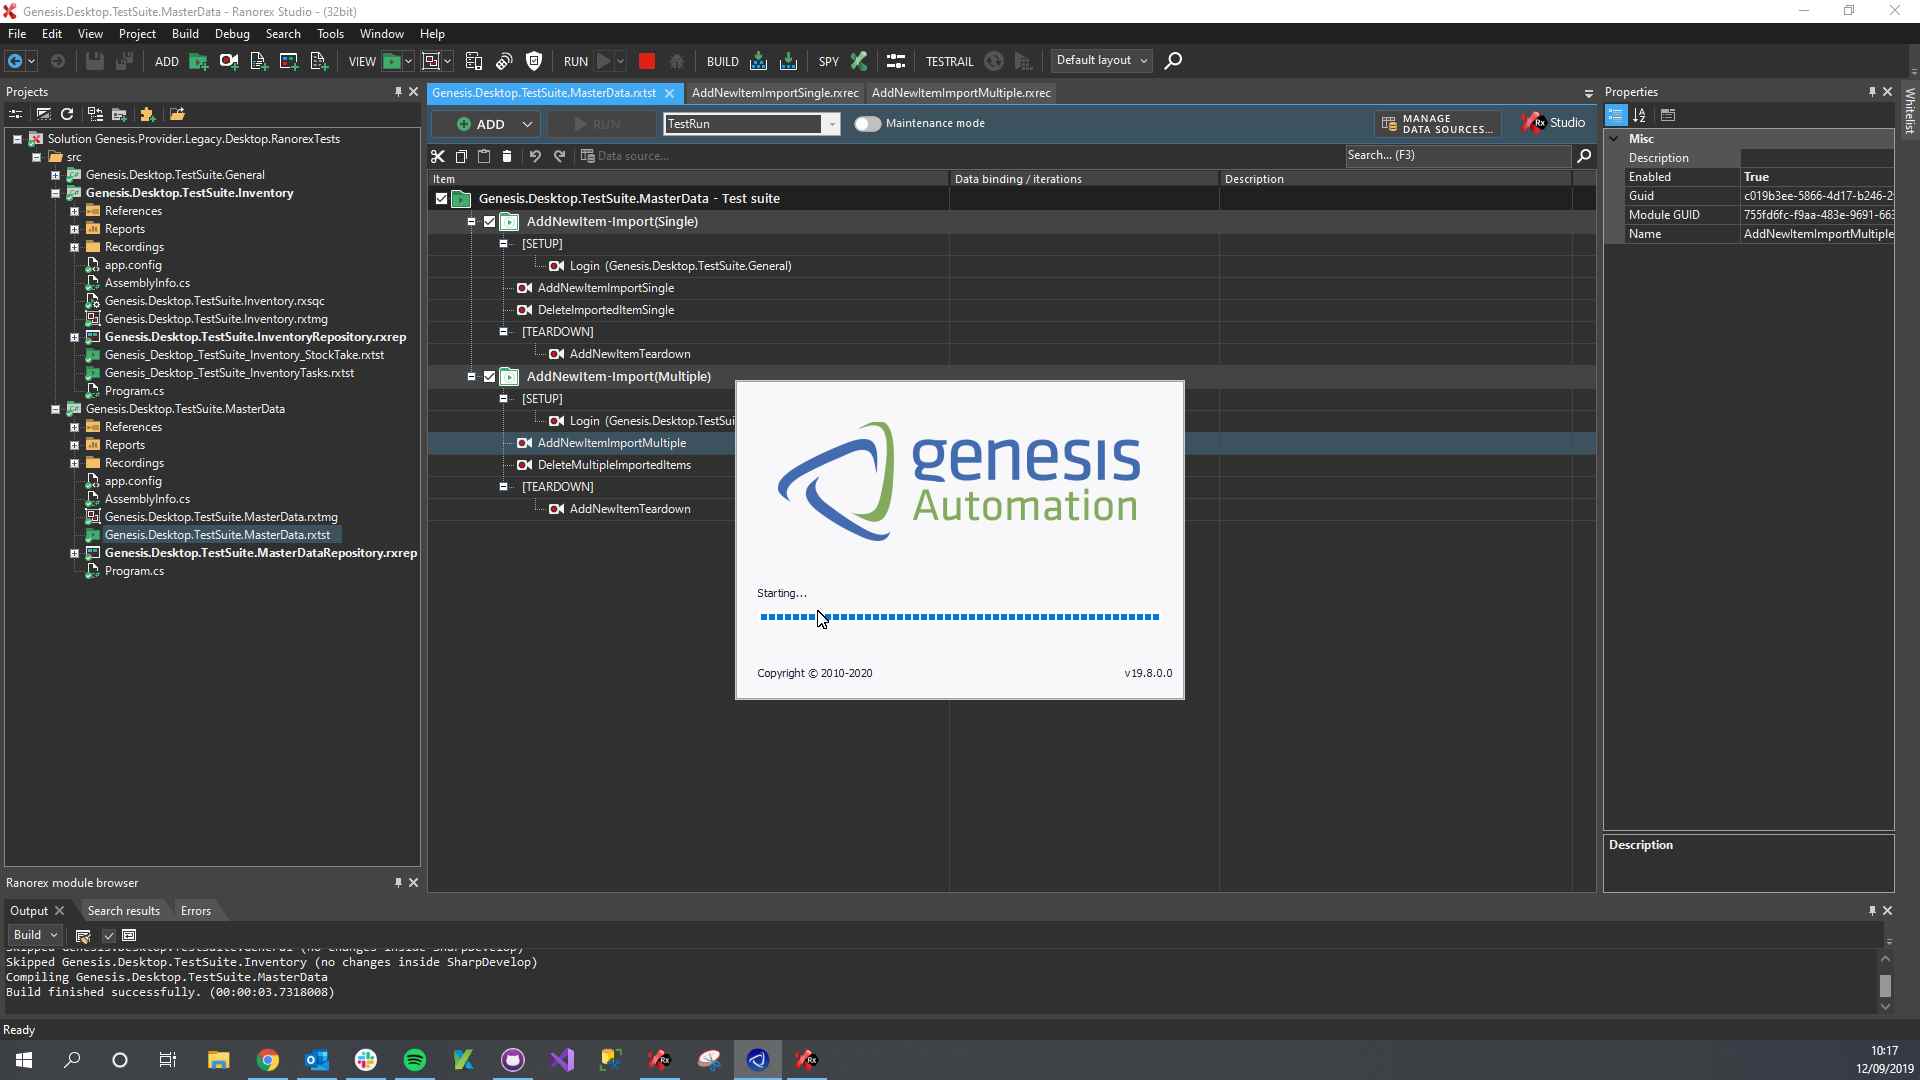 Genesis.Desktop.TestSuite.MasterData - Ranorex Studio - (32bit)
File Edit View Project Build Debug Search Tools Window Help
ADD VIEW RUN BUILD SPY TESTRAIL Default layout
Projects
Solution Genesis.Provider.Legacy.Desktop.RanorexTests
src
Genesis.Desktop.TestSuite.General
Genesis.Desktop.TestSuite.Inventory
References
Reports
Recordings
app.config
AssemblyInfo.cs
Genesis.Desktop.TestSuite.Inventory.rxsqc
Genesis.Desktop.TestSuite.Inventory.rxtmg
Genesis.Desktop.TestSuite.InventoryRepository.rxrep
Genesis_Desktop_TestSuite_Inventory_StockTake.rxtst
Genesis_Desktop_TestSuite_InventoryTasks.rxtst
Program.cs
Genesis.Desktop.TestSuite.MasterData
References
Reports
Recordings
app.config
AssemblyInfo.cs
Genesis.Desktop.TestSuite.MasterData.rxtmg
Genesis.Desktop.TestSuite.MasterData.rxtst
Genesis.Desktop.TestSuite.MasterDataRepository.rxrep
Program.cs
Ranorex module browser
Genesis.Desktop.TestSuite.MasterData.rxtst AddNewItemImportSingle.rxrec AddNewItemImportMultiple.rxrec
ADD RUN TestRun Maintenance mode MANAGE DATA SOURCES... Rx Studio
Data source... Search... (F3)
Item Data binding / iterations Description
Genesis.Desktop.TestSuite.MasterData - Test suite
AddNewItem-Import(Single)
[SETUP]
Login (Genesis.Desktop.TestSuite.General)
AddNewItemImportSingle
DeleteImportedItemSingle
[TEARDOWN]
AddNewItemTeardown
AddNewItem-Import(Multiple)
[SETUP]
Login (Genesis.Desktop.TestSui
AddNewItemImportMultiple
DeleteMultipleImportedItems
[TEARDOWN]
AddNewItemTeardown
genesis
Automation
Starting...
Copyright © 2010-2020 v19.8.0.0
Properties
Misc
Description
Enabled True
Guid c019b3ee-5866-4d17-b246-2
Module GUID 755fd6fc-f9aa-483e-9691-663
Name AddNewItemImportMultiple
Description
Whitelist
Output Search results Errors
Build
Skipped Genesis.Desktop.TestSuite.General (no changes inside SharpDevelop)
Skipped Genesis.Desktop.TestSuite.Inventory (no changes inside SharpDevelop)
Compiling Genesis.Desktop.TestSuite.MasterData
Build finished successfully. (00:00:03.7318008)
Ready
10:17
12/09/2019